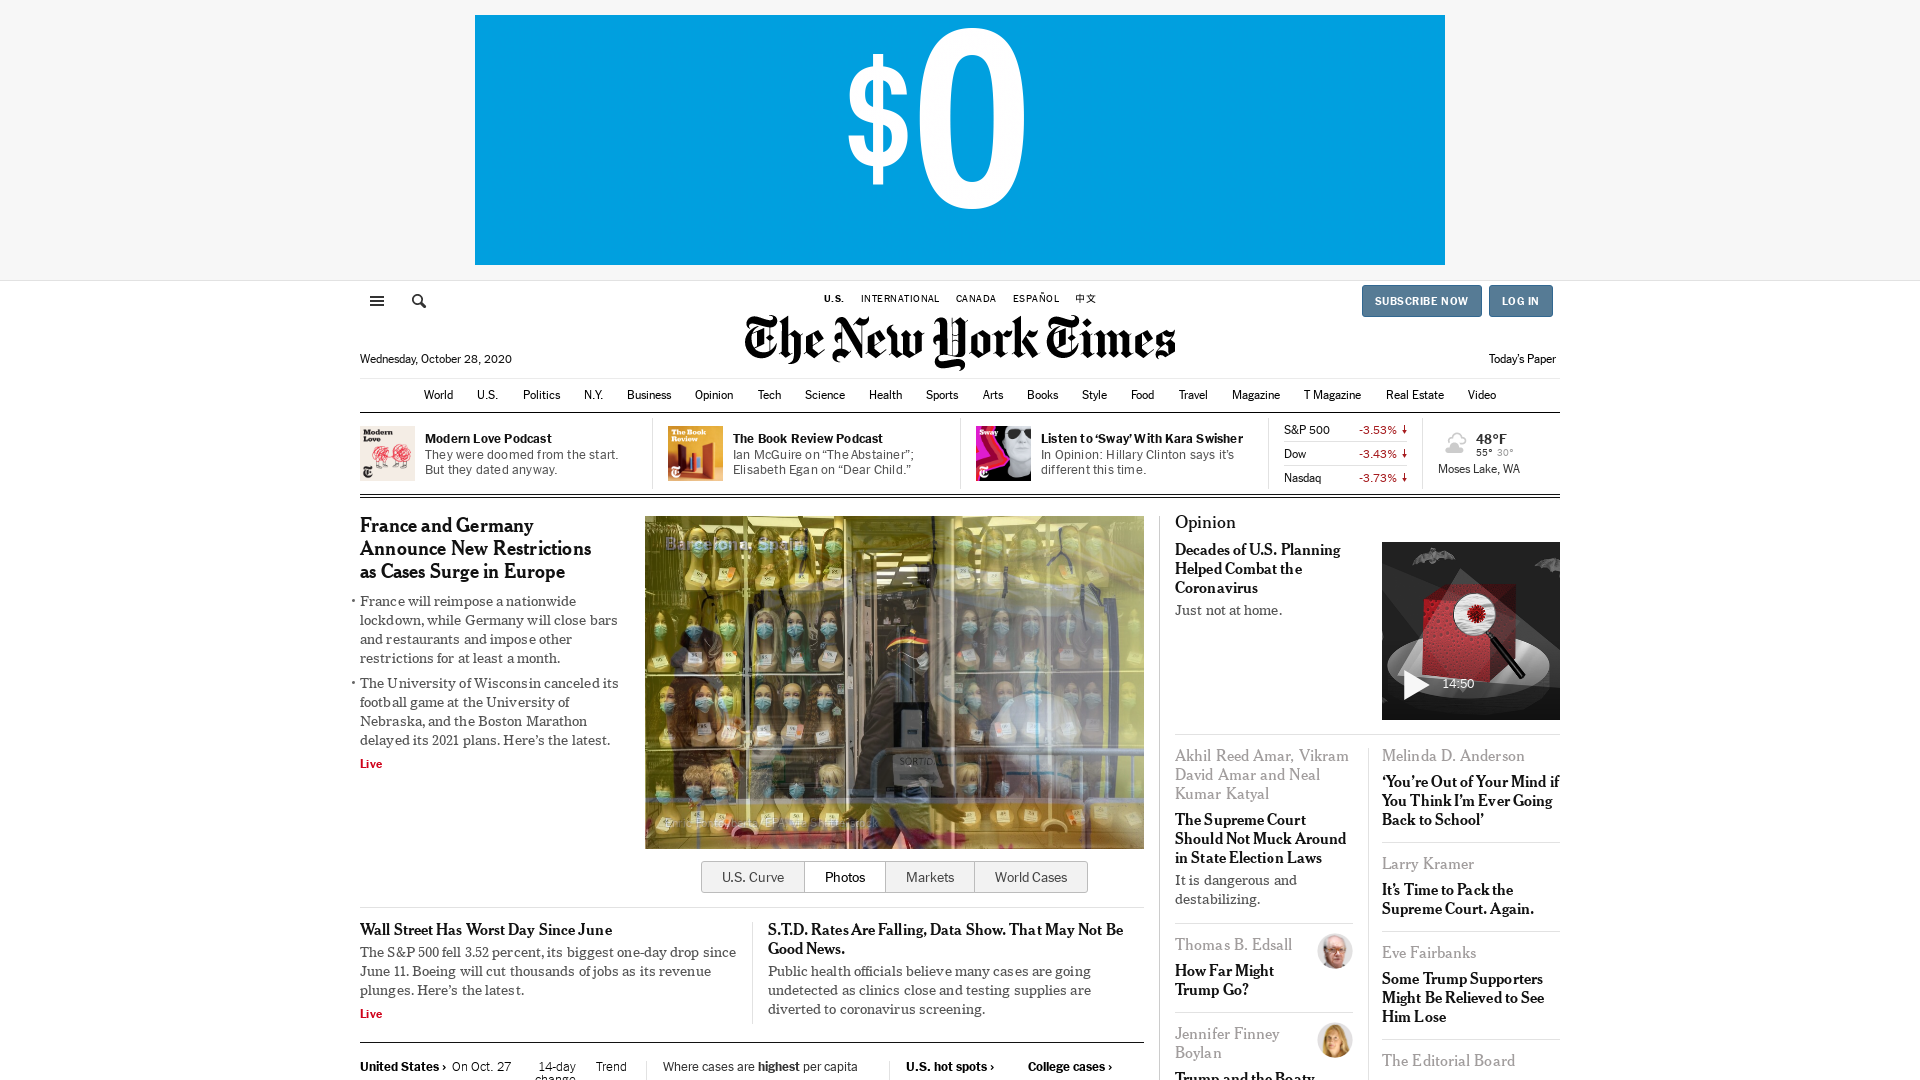 $0
U.S. INTERNATIONAL CANADA ESPAÑOL 中文
SUBSCRIBE NOW
LOG IN
The New York Times
Wednesday, October 28, 2020
Today's Paper
World U.S. Politics N.Y. Business Opinion Tech Science Health Sports Arts Books Style Food Travel Magazine T Magazine Real Estate Video
Modern
Love
Modern Love Podcast
They were doomed from the start.
But they dated anyway.
The Book
Review
The Book Review Podcast
Ian McGuire on “The Abstainer”;
Elisabeth Egan on “Dear Child.”
Sway
Listen to ‘Sway’ With Kara Swisher
In Opinion: Hillary Clinton says it’s
different this time.
S&P 500 -3.53% ↓
Dow -3.43% ↓
Nasdaq -3.73% ↓
48°F
55° 30°
Moses Lake, WA
France and Germany
Announce New Restrictions
as Cases Surge in Europe
• France will reimpose a nationwide
lockdown, while Germany will close bars
and restaurants and impose other
restrictions for at least a month.
• The University of Wisconsin canceled its
football game at the University of
Nebraska, and the Boston Marathon
delayed its 2021 plans. Here’s the latest.
Live
Barcelona, Spain
SORTID
U.S. Curve
Photos
Markets
World Cases
Wall Street Has Worst Day Since June
The S&P 500 fell 3.52 percent, its biggest one-day drop since
June 11. Boeing will cut thousands of jobs as its revenue
plunges. Here’s the latest.
Live
S.T.D. Rates Are Falling, Data Show. That May Not Be
Good News.
Public health officials believe many cases are going
undetected as clinics close and testing supplies are
diverted to coronavirus screening.
United States › On Oct. 27 14-day
change
Trend
Where cases are highest per capita
U.S. hot spots ›
College cases ›
Opinion
Decades of U.S. Planning
Helped Combat the
Coronavirus
Just not at home.
14:50
Akhil Reed Amar, Vikram
David Amar and Neal
Kumar Katyal
The Supreme Court
Should Not Muck Around
in State Election Laws
It is dangerous and
destabilizing.
Thomas B. Edsall
How Far Might
Trump Go?
Jennifer Finney
Boylan
Trump and the Boaty
Melinda D. Anderson
‘You’re Out of Your Mind if
You Think I’m Ever Going
Back to School’
Larry Kramer
It’s Time to Pack the
Supreme Court. Again.
Eve Fairbanks
Some Trump Supporters
Might Be Relieved to See
Him Lose
The Editorial Board